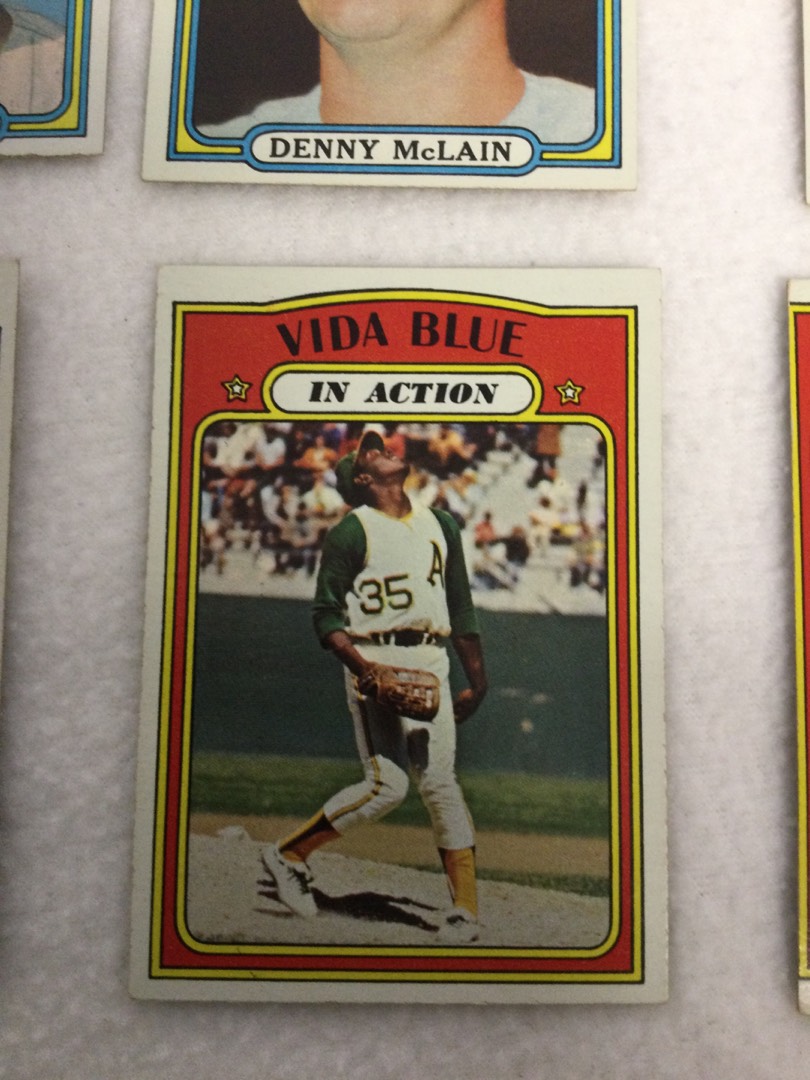 DENNY McLAIN
VIDA BLUE
IN ACTION
A
35